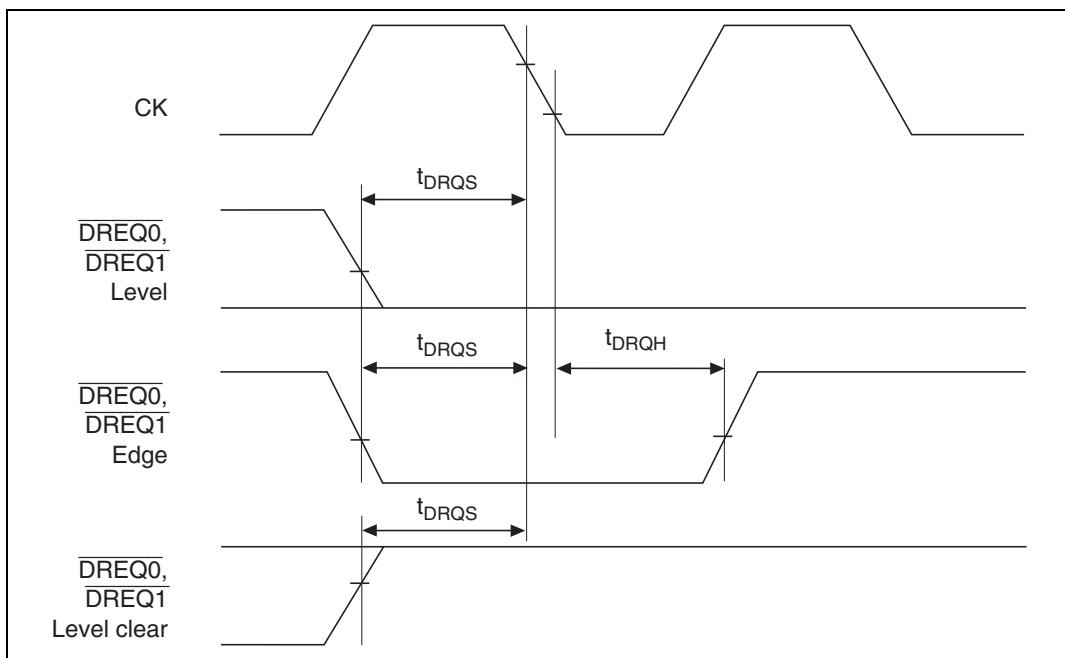 CK
tDRQS
DREQ0,
DREQ1
Level
tDRQS
tDRQH
DREQ0,
DREQ1
Edge
tDRQS
DREQ0,
DREQ1
Level clear